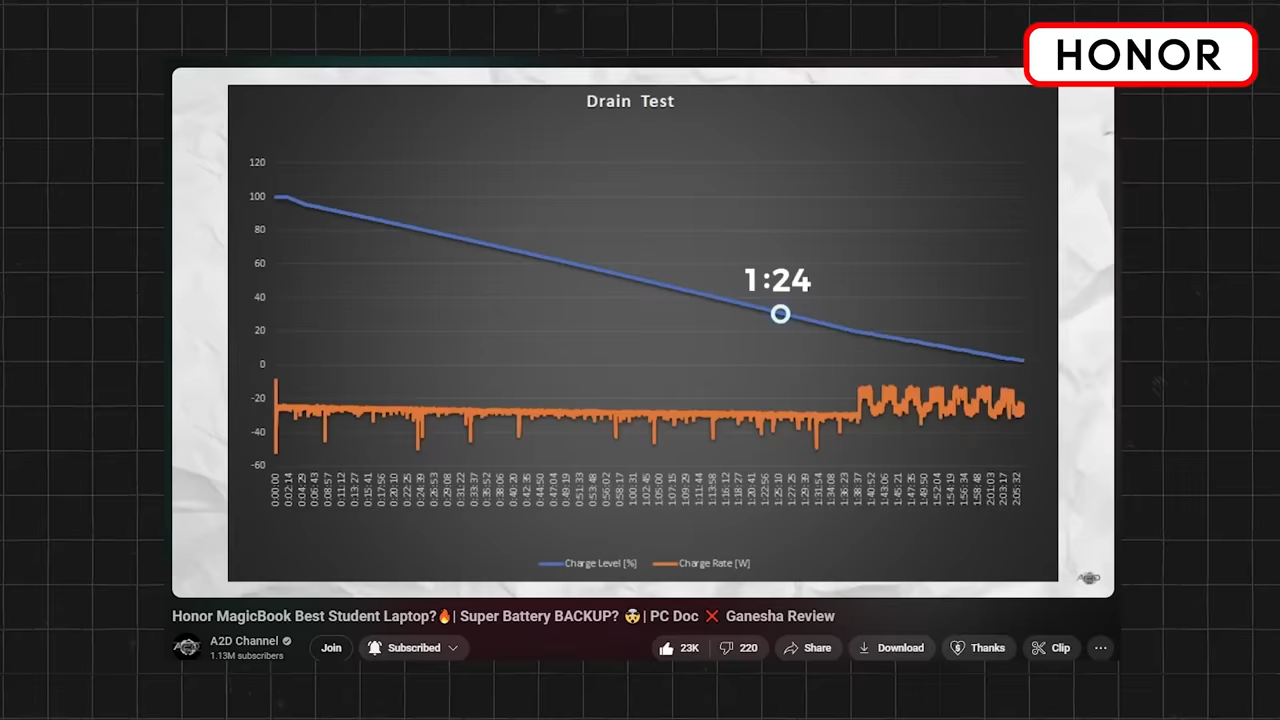 HONOR
Drain Test
120
100
80
60
40
20
0
-20
-40
-60
1:24
0:00:00 0:02:14 0:04:29 0:06:43 0:08:57 0:11:12 0:13:27 0:15:41 0:17:56 0:20:10 0:22:25 0:24:39 0:26:53 0:29:08 0:31:22 0:33:37 0:35:52 0:38:06 0:40:20 0:42:35 0:44:50 0:47:04 0:49:19 0:51:33 0:53:48 0:56:02 0:58:17 1:00:31 1:02:45 1:05:00 1:07:15 1:09:29 1:11:44 1:13:58 1:16:12 1:18:27 1:20:41 1:22:56 1:25:10 1:27:25 1:29:39 1:31:54 1:34:08 1:36:23 1:38:37 1:40:52 1:43:06 1:45:21 1:47:35 1:49:50 1:52:04 1:54:19 1:56:34 1:58:48 2:01:03 2:03:17 2:05:32
Charge Level [%] Charge Rate [W]
Honor MagicBook Best Student Laptop?🔥| Super Battery BACKUP? 😵| PC Doc ❌ Ganesha Review
A2D Channel
1.13M subscribers
Join Subscribed 23K 220 Share Download Thanks Clip ...